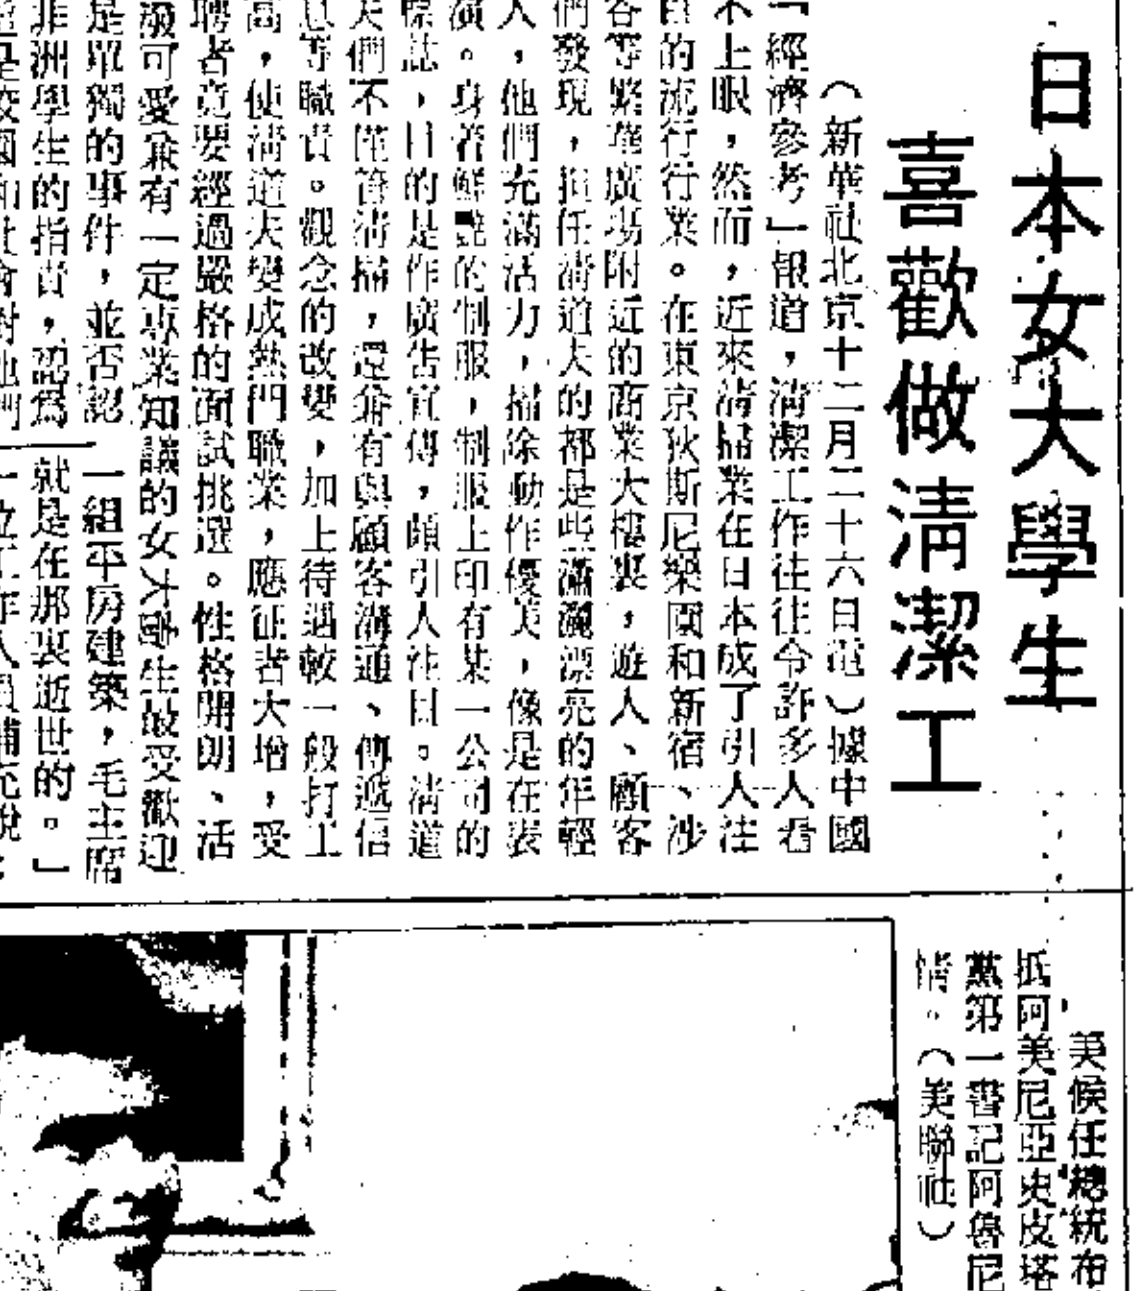 日本女大學生
喜歡做清潔工
（新華社北京十二月二十六日電）據中國
「經濟參考」報道，清潔工作往往令許多人看
不上眼，然而，近來清掃業在日本成了引人注
目的流行行業。在東京狄斯尼樂園和新宿、涉
谷等繁華廣場附近的商業大樓裏，遊人、顧客
們發現，担任清道夫的都是些瀟灑漂亮的年輕
人，他們充滿活力，掃除動作優美，像是在表
演。身着鮮艷的制服，制服上印有某一公司的
標誌，目的是作廣告宣傳，頗引人注目。清道
夫們不僅管清掃，還兼有與顧客溝通、傳遞信
息等職責。觀念的改變，加上待遇較一般打工
高，使清道夫變成熱門職業，應征者大增，受
聘者竟要經過嚴格的面試挑選。性格開朗、活
潑可愛兼有一定專業知識的女大學生最受歡迎
是單獨的事件，並否認
非洲學生的指責，認爲
一組平房建築，毛主席
就是在那裏逝世的。」
美候任總統布
抵阿美尼亞史皮塔
黨第一書記阿魯尼
情。（美聯社）